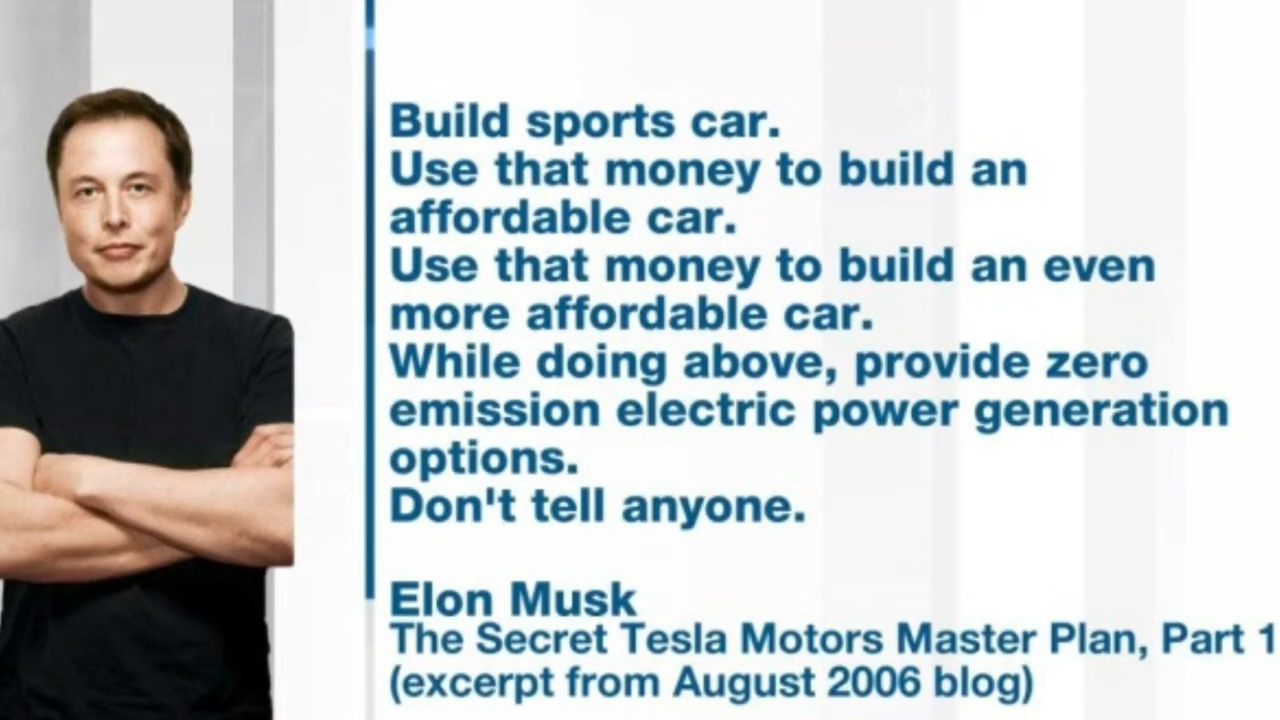 Build sports car.
Use that money to build an
affordable car.
Use that money to build an even
more affordable car.
While doing above, provide zero
emission electric power generation
options.
Don't tell anyone.
Elon Musk
The Secret Tesla Motors Master Plan, Part 1
(excerpt from August 2006 blog)